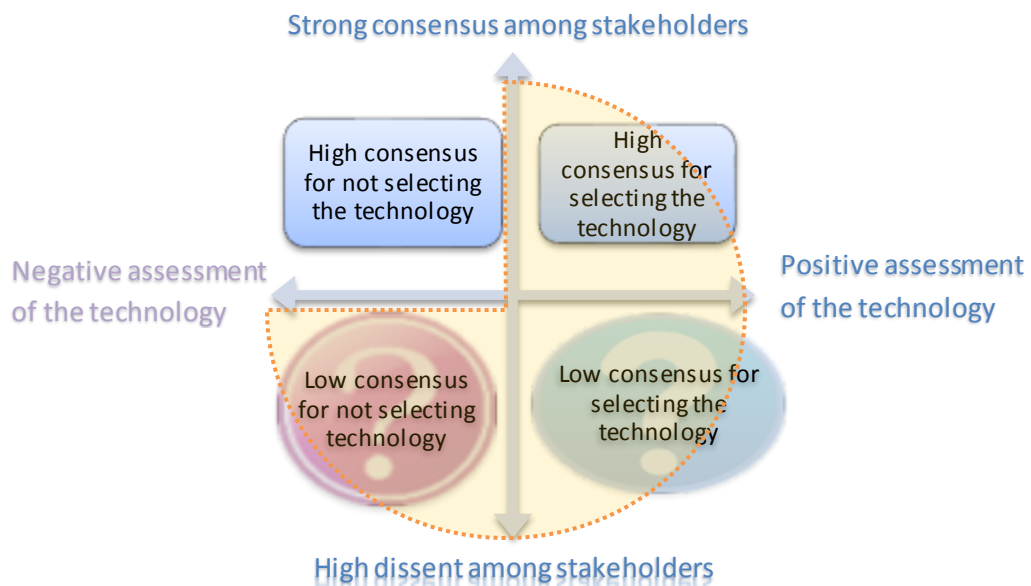 Strong consensus among stakeholders
High consensus
for not selecting
the technology
High
consensus for
selecting the
technology
Negative assessment
of the technology
Positive assessment
of the technology
Low consensus
for not selecting
technology
Low consensus for
selecting the
technology
High dissent among stakeholders